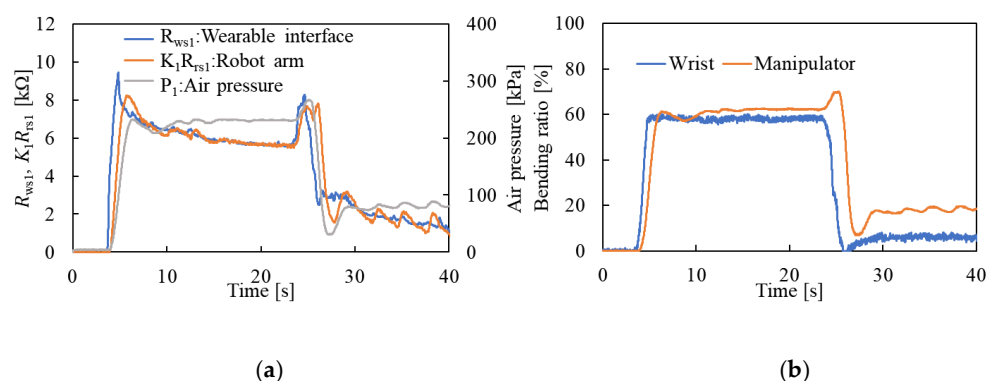 12
10
8
6
4
2
0
R_ws1, K_1R_rs1 [kΩ]
R_ws1:Wearable interface
K_1R_rs1:Robot arm
P_1:Air pressure
400
300
200
100
0
Air pressure [kPa]
0 10 20 30 40
Time [s]
(a)
100
80
60
40
20
0
Bending ratio [%]
Wrist Manipulator
0 10 20 30 40
Time [s]
(b)